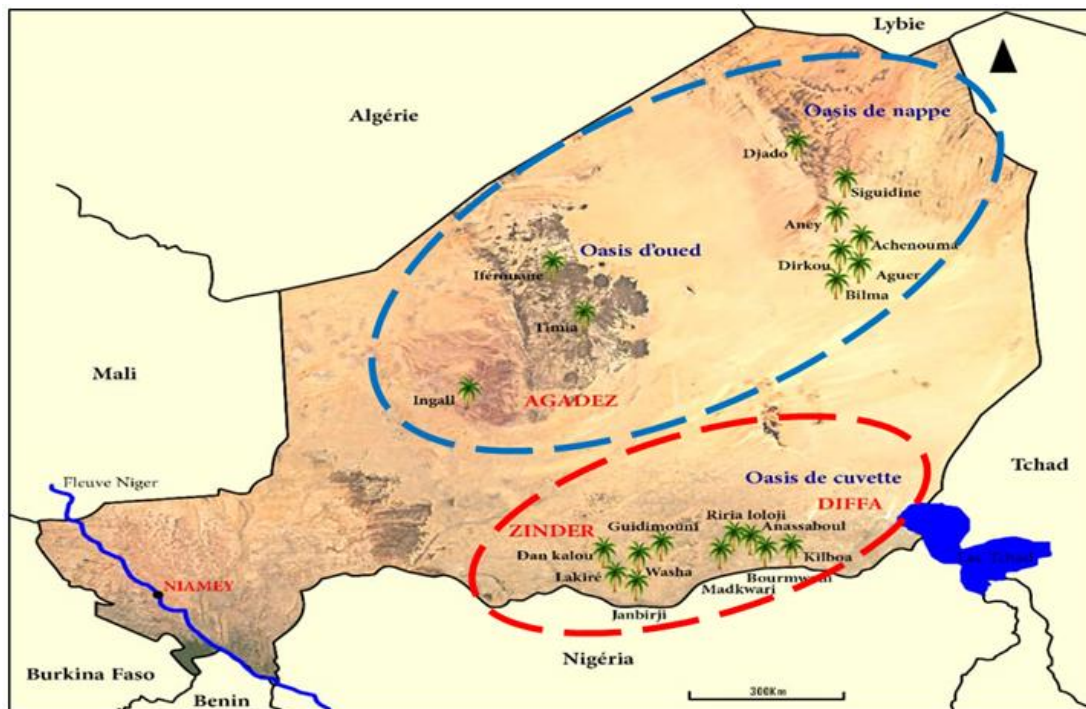 Lybie
Algérie
Oasis de nappe
Djado
Siguidine
Aney
Achenouma
Oasis d'oued
Iférouane
Dirkou
Aguer
Bilma
Timia
Mali
Ingall
AGADEZ
Tchad
Fleuve Niger
Oasis de cuvette
DIFFA
ZINDER
Guidimouni
Riria loloji
Anassaboul
Dan kalou
Washa
Kilboa
Lac Tchad
Lakiré
Madkwari
NIAMEY
Janbirji
Nigéria
Burkina Faso
Benin
300Km